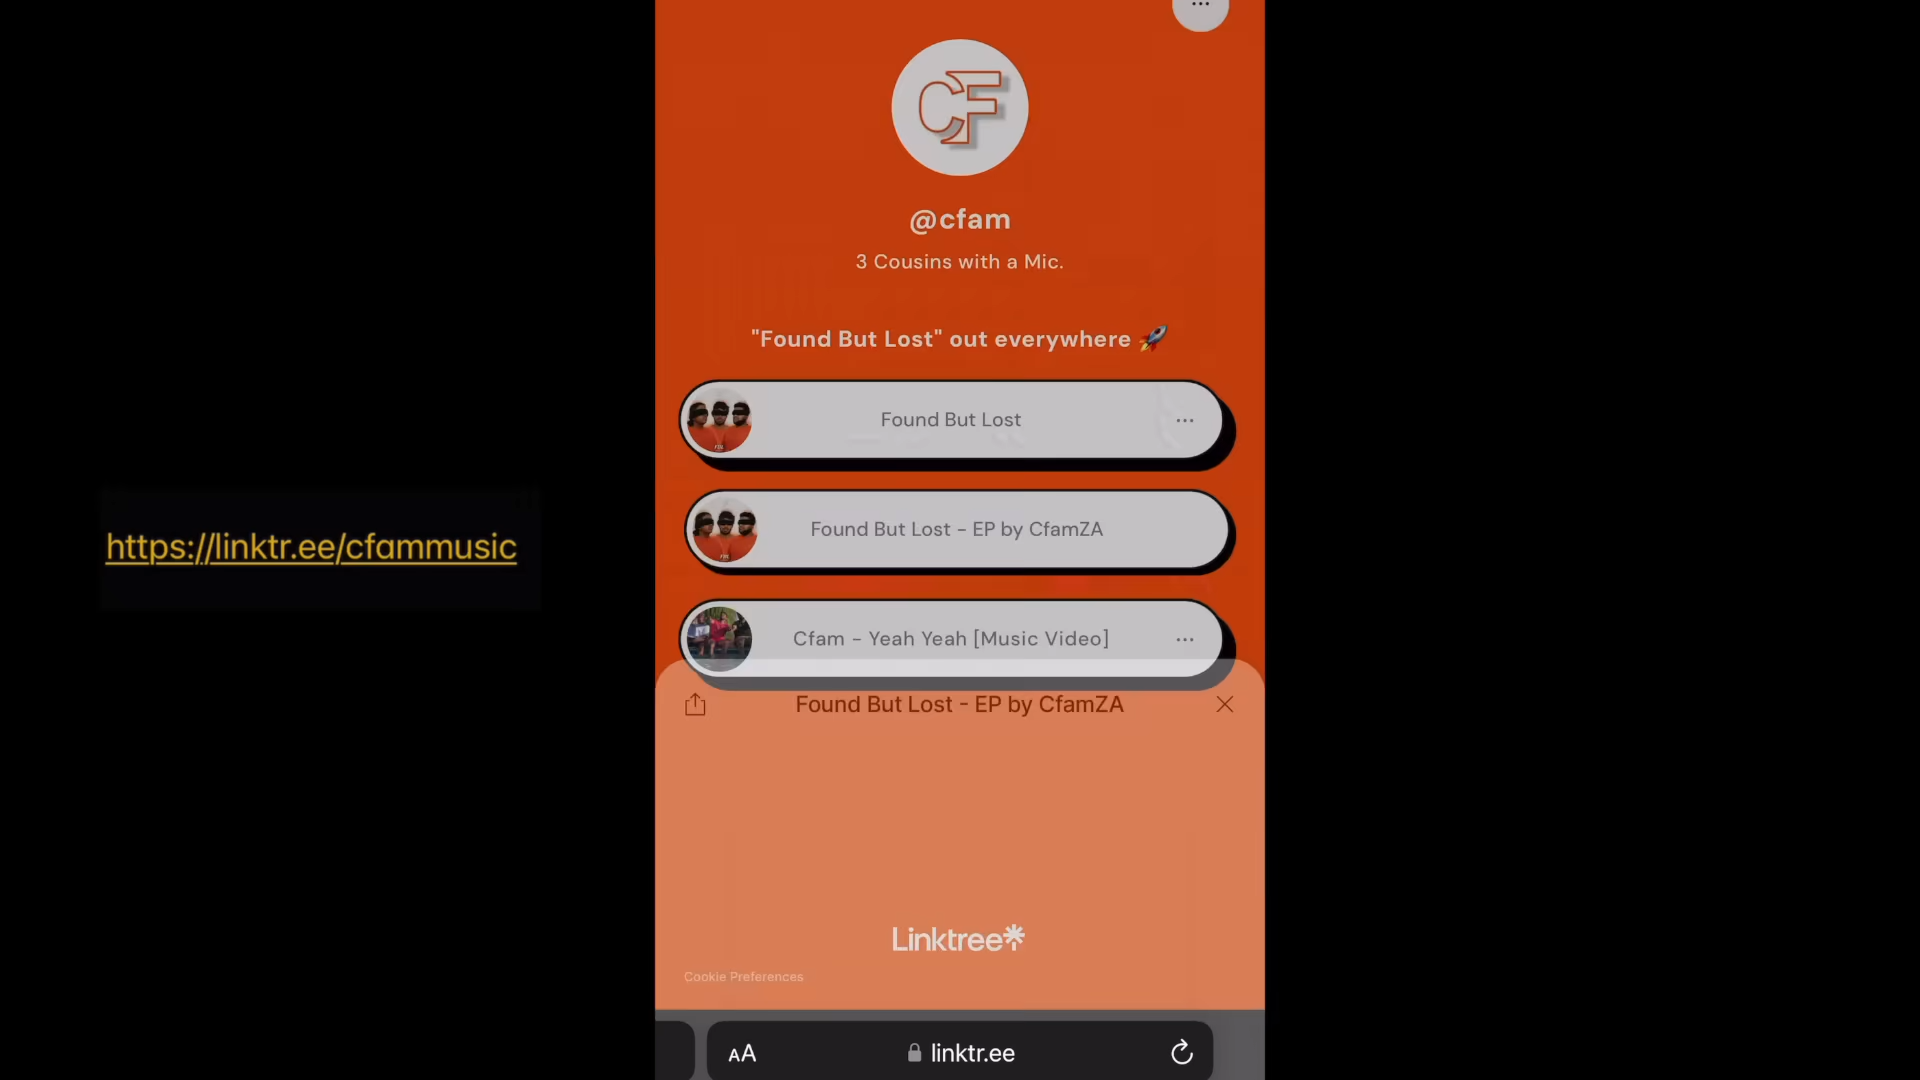 CF
@cfam
3 Cousins with a Mic.
"Found But Lost" out everywhere 🚀
Found But Lost
Found But Lost - EP by CfamZA
https://linktr.ee/cfammusic
Cfam - Yeah Yeah [Music Video]
Found But Lost - EP by CfamZA
Linktree
Cookie Preferences
AA
linktr.ee